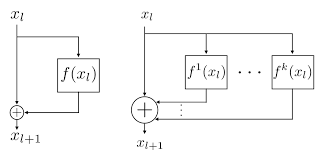 x_l
f(x_l)
+
x_{l+1}
x_l
f^1(x_l) ··· f^k(x_l)
+
x_{l+1}